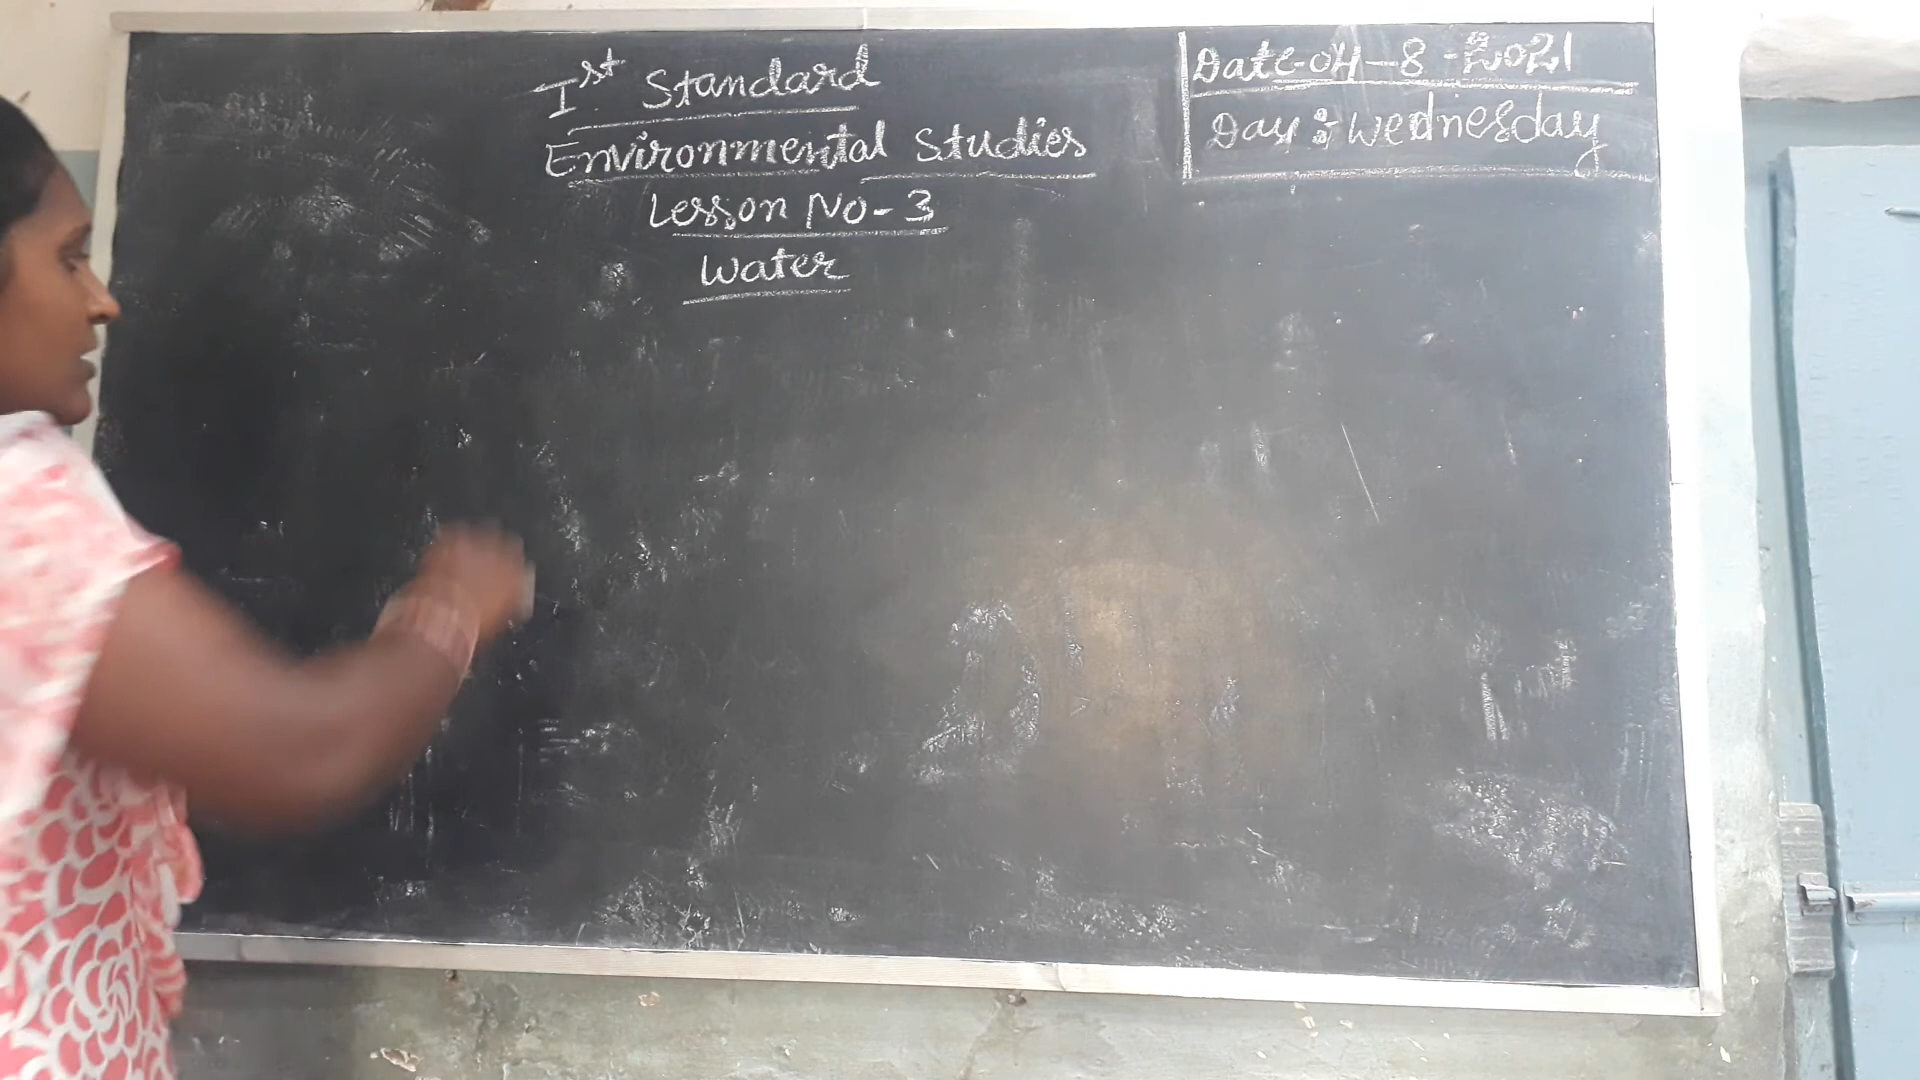 Ist Standard
Environmental Studies
Lesson No-3
Water
Date-04-8-2021
Day:-Wednesday